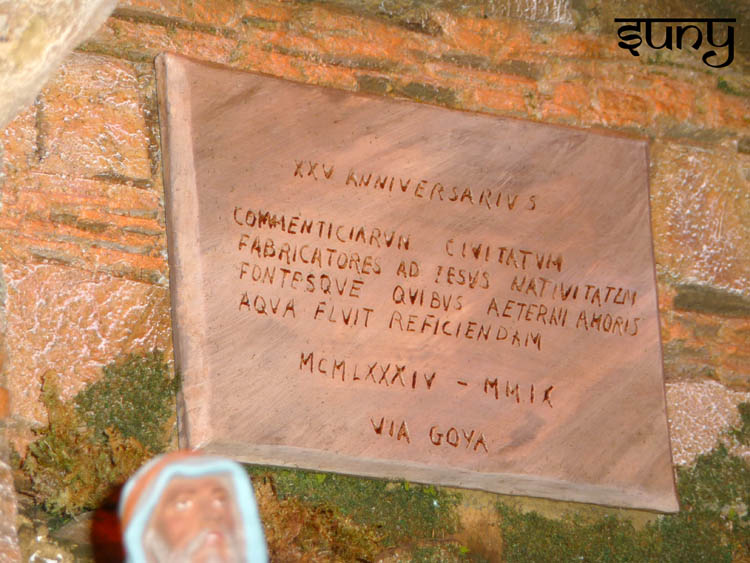 suny
XXV ANNIVERSARIVS
COMMENTICIARVN CIVITATVM
FABRICATORES AD IESVS NATIVITATEM
FONTESQVE QVIBVS AETERNI AMORIS
AQVA FLVIT REFICIENDAM
MCMLXXXIV - MMIX
VIA GOYA